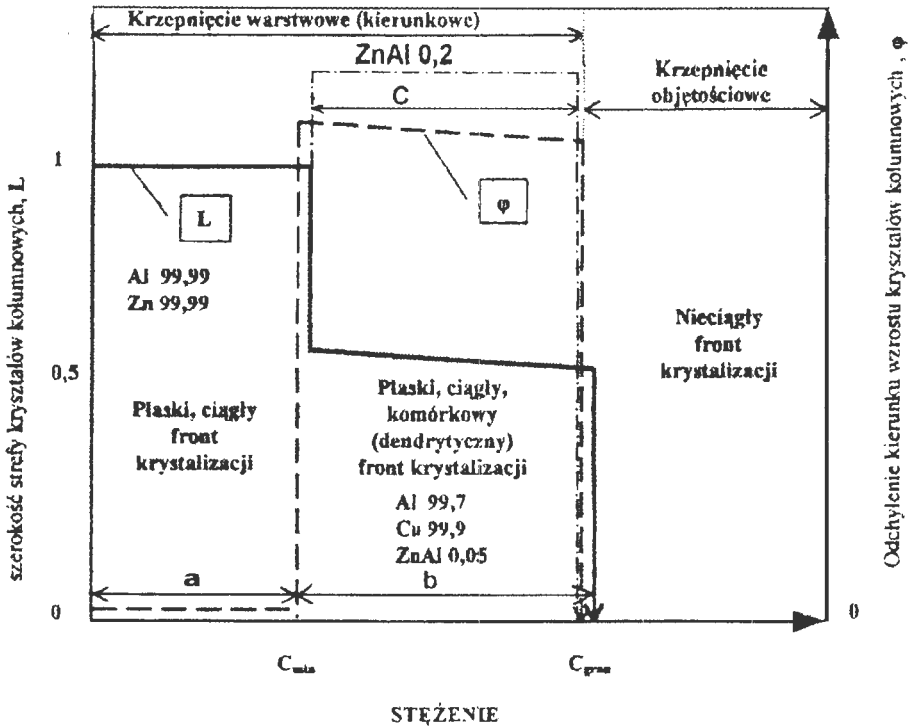 Krzepnięcie warstwowe (kierunkowe)
ZnAl 0,2
C
Krzepnięcie
objętościowe
1
L
φ
Al 99,99
Zn 99,99
Nieciągły
front
krystalizacji
0,5
Płaski, ciągły
front
krystalizacji
Płaski, ciągły,
komórkowy
(dendrytyczny)
front krystalizacji
Al 99,7
Cu 99,9
ZnAl 0,05
a
b
0
0
C min
C gran
STĘŻENIE
szerokość strefy kryształów kolumnowych, L
Odchylenie kierunku wzrostu kryształów kolumnowych , φ